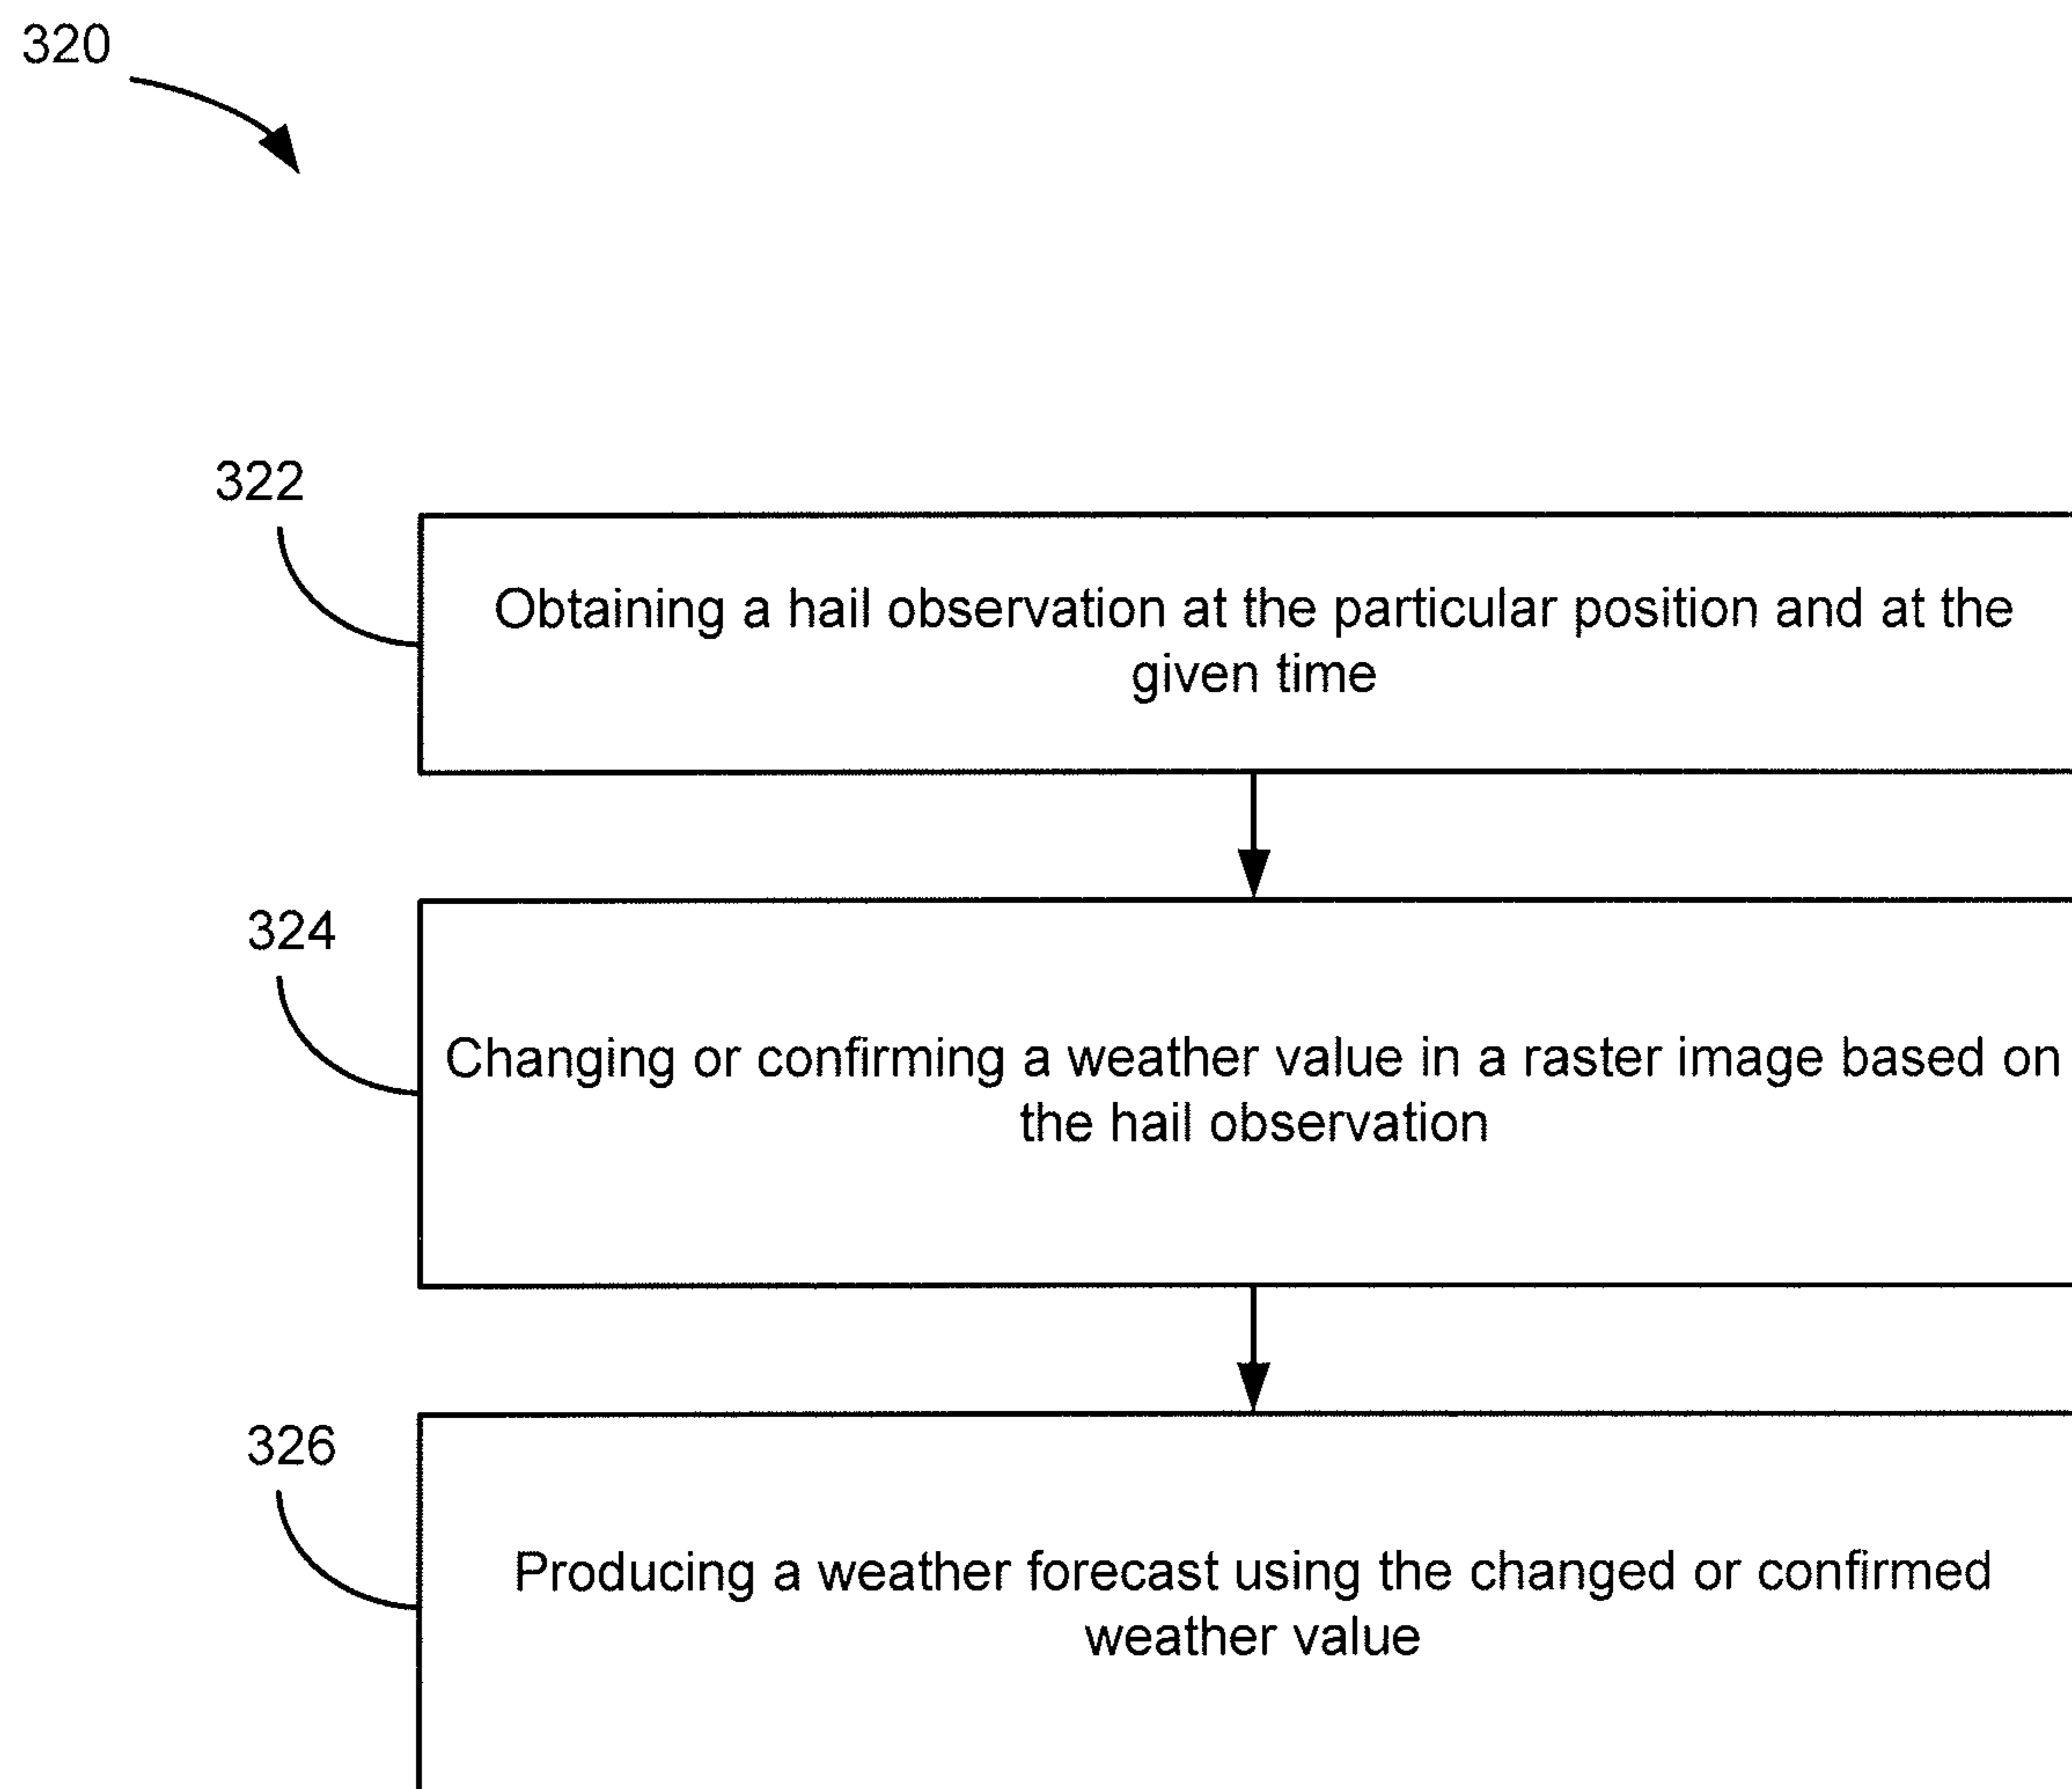 320
322
Obtaining a hail observation at the particular position and at the
given time
324
Changing or confirming a weather value in a raster image based on
the hail observation
326
Producing a weather forecast using the changed or confirmed
weather value